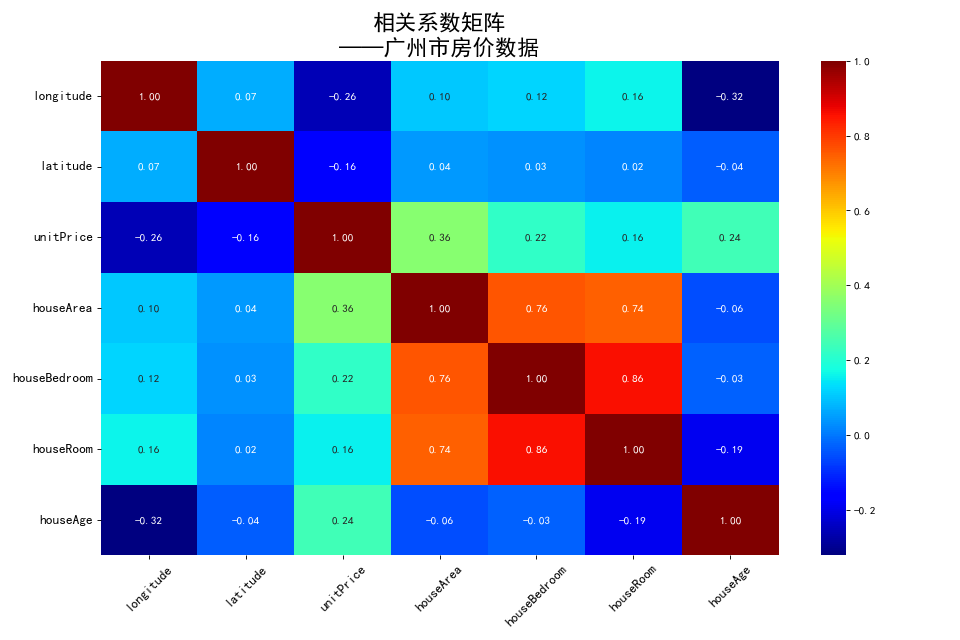 相关系数矩阵
——广州市房价数据
longitude 1.00 0.07 -0.26 0.10 0.12 0.16 -0.32
latitude 0.07 1.00 -0.16 0.04 0.03 0.02 -0.04
unitPrice -0.26 -0.16 1.00 0.36 0.22 0.16 0.24
houseArea 0.10 0.04 0.36 1.00 0.76 0.74 -0.06
houseBedroom 0.12 0.03 0.22 0.76 1.00 0.86 -0.03
houseRoom 0.16 0.02 0.16 0.74 0.86 1.00 -0.19
houseAge -0.32 -0.04 0.24 -0.06 -0.03 -0.19 1.00
longitude latitude unitPrice houseArea houseBedroom houseRoom houseAge
1.0
0.8
0.6
0.4
0.2
0.0
-0.2